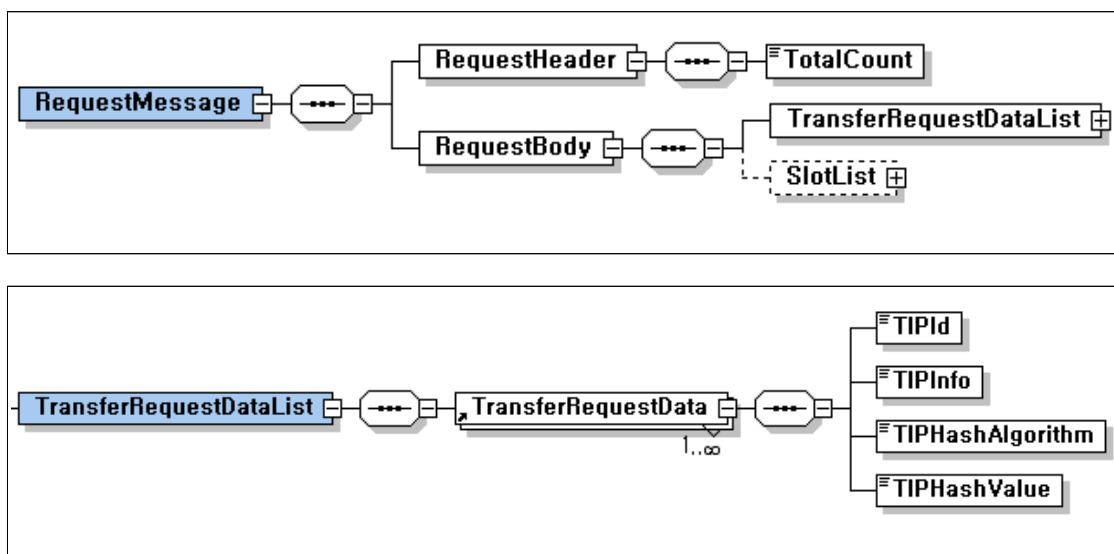 RequestHeader
TotalCount
RequestMessage
TransferRequestDataList
RequestBody
SlotList
TIPId
TIPInfo
TransferRequestDataList
TransferRequestData
1..∞
TIPHashAlgorithm
TIPHashValue